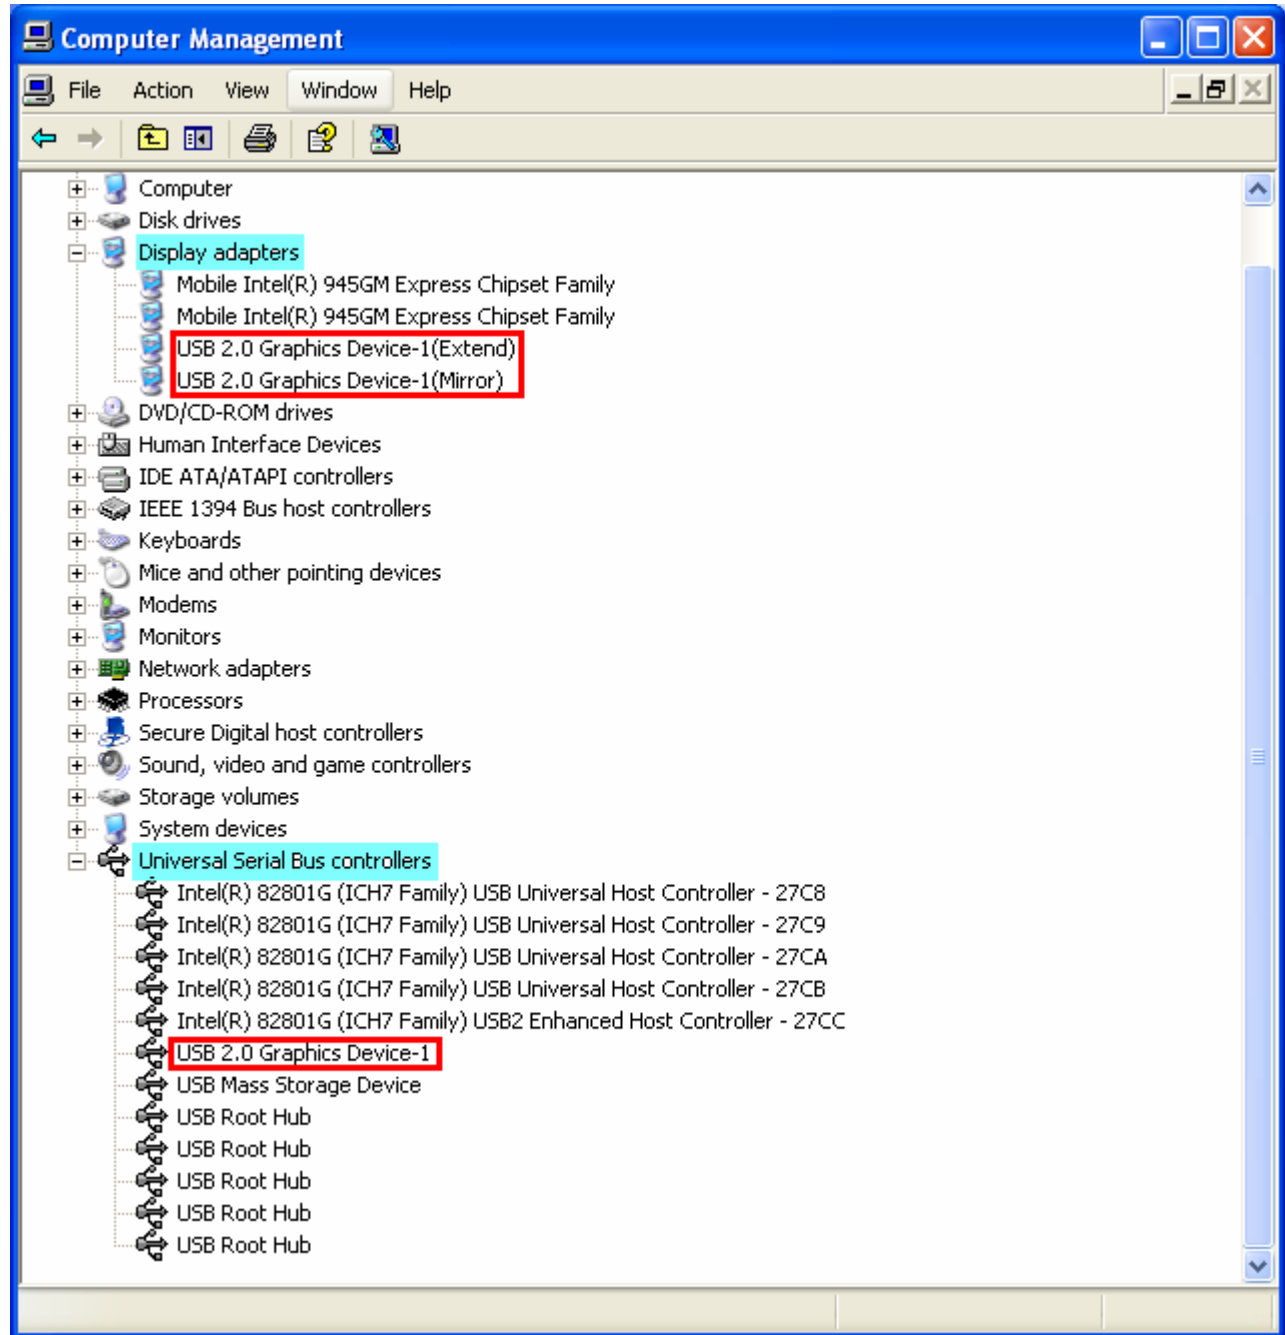 Computer Management
File Action View Window Help
Computer
Disk drives
Display adapters
Mobile Intel(R) 945GM Express Chipset Family
Mobile Intel(R) 945GM Express Chipset Family
USB 2.0 Graphics Device-1(Extend)
USB 2.0 Graphics Device-1(Mirror)
DVD/CD-ROM drives
Human Interface Devices
IDE ATA/ATAPI controllers
IEEE 1394 Bus host controllers
Keyboards
Mice and other pointing devices
Modems
Monitors
Network adapters
Processors
Secure Digital host controllers
Sound, video and game controllers
Storage volumes
System devices
Universal Serial Bus controllers
Intel(R) 82801G (ICH7 Family) USB Universal Host Controller - 27C8
Intel(R) 82801G (ICH7 Family) USB Universal Host Controller - 27C9
Intel(R) 82801G (ICH7 Family) USB Universal Host Controller - 27CA
Intel(R) 82801G (ICH7 Family) USB Universal Host Controller - 27CB
Intel(R) 82801G (ICH7 Family) USB2 Enhanced Host Controller - 27CC
USB 2.0 Graphics Device-1
USB Mass Storage Device
USB Root Hub
USB Root Hub
USB Root Hub
USB Root Hub
USB Root Hub